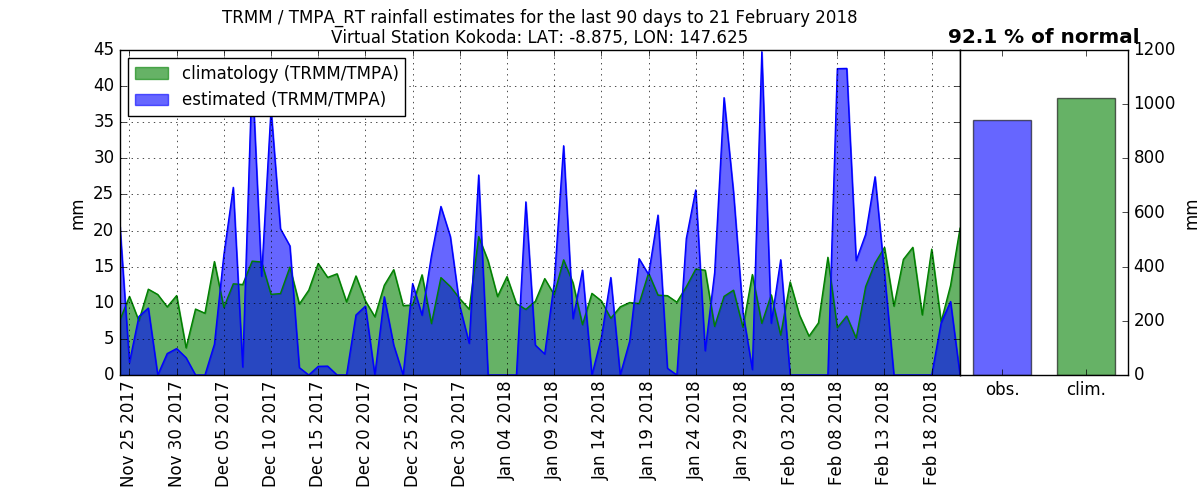 TRMM / TMPA_RT rainfall estimates for the last 90 days to 21 February 2018
Virtual Station Kokoda: LAT: -8.875, LON: 147.625
92.1 % of normal
climatology (TRMM/TMPA)
estimated (TRMM/TMPA)
45
40
35
30
25
20
15
10
5
0
mm
1200
1000
800
600
400
200
0
mm
Nov 25 2017
Nov 30 2017
Dec 05 2017
Dec 10 2017
Dec 15 2017
Dec 20 2017
Dec 25 2017
Dec 30 2017
Jan 04 2018
Jan 09 2018
Jan 14 2018
Jan 19 2018
Jan 24 2018
Jan 29 2018
Feb 03 2018
Feb 08 2018
Feb 13 2018
Feb 18 2018
obs.
clim.